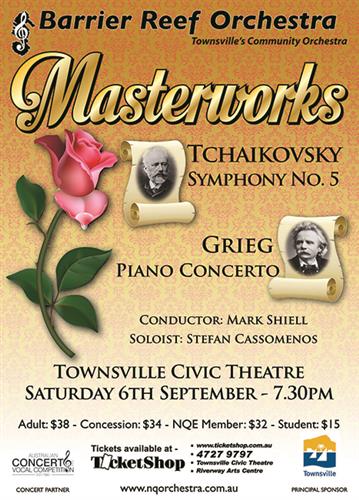 Barrier Reef Orchestra
Townsville's Community Orchestra
Masterworks
TCHAIKOVSKY
SYMPHONY NO. 5
GRIEG
PIANO CONCERTO
CONDUCTOR: MARK SHIELL
SOLOIST: STEFAN CASSOMENOS
TOWNSVILLE CIVIC THEATRE
SATURDAY 6TH SEPTEMBER - 7.30PM
Adult: $38 - Concession: $34 - NQE Member: $32 - Student: $15
AUSTRALIAN
CONCERTO
VOCAL COMPETITION
Tickets available at -
TicketShop
• www.ticketshop.com.au
• 4727 9797
• Townsville Civic Theatre
• Riverway Arts Centre
Townsville
CONCERT PARTNER
www.nqorchestra.com.au
PRINCIPAL SPONSOR